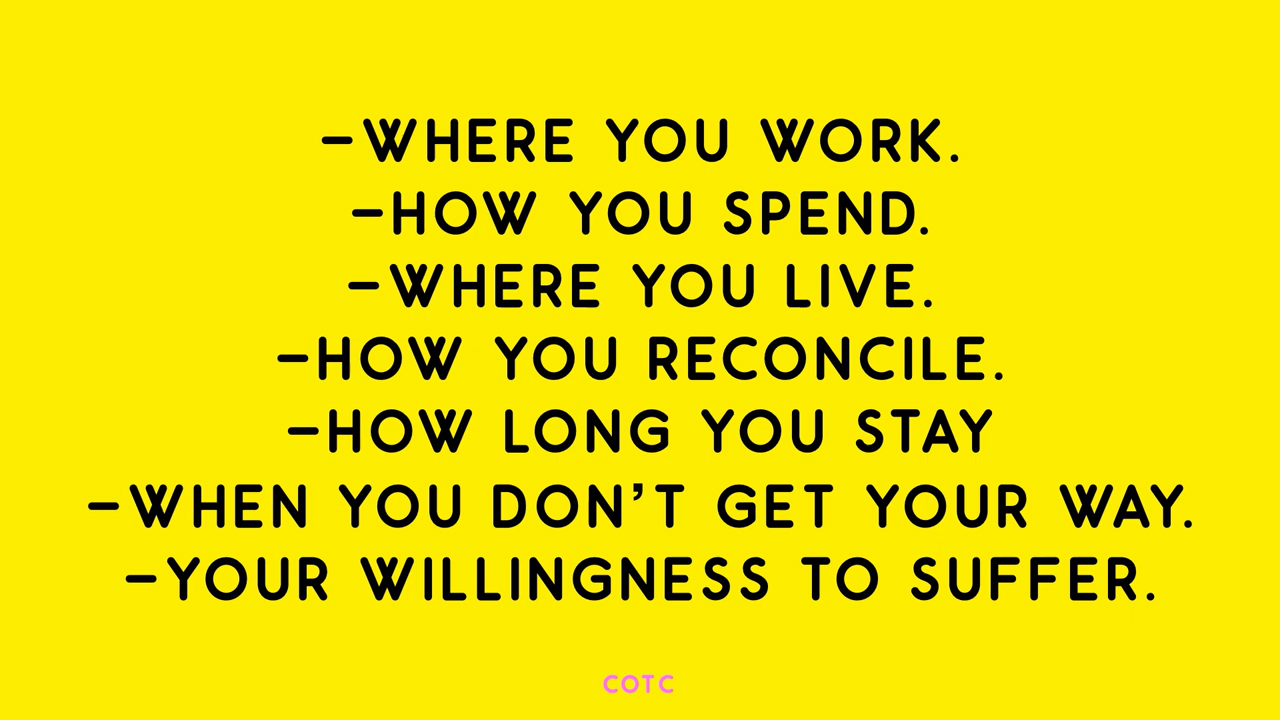 -WHERE YOU WORK.
-HOW YOU SPEND.
-WHERE YOU LIVE.
-HOW YOU RECONCILE.
-HOW LONG YOU STAY
-WHEN YOU DON’T GET YOUR WAY.
-YOUR WILLINGNESS TO SUFFER.
COTC